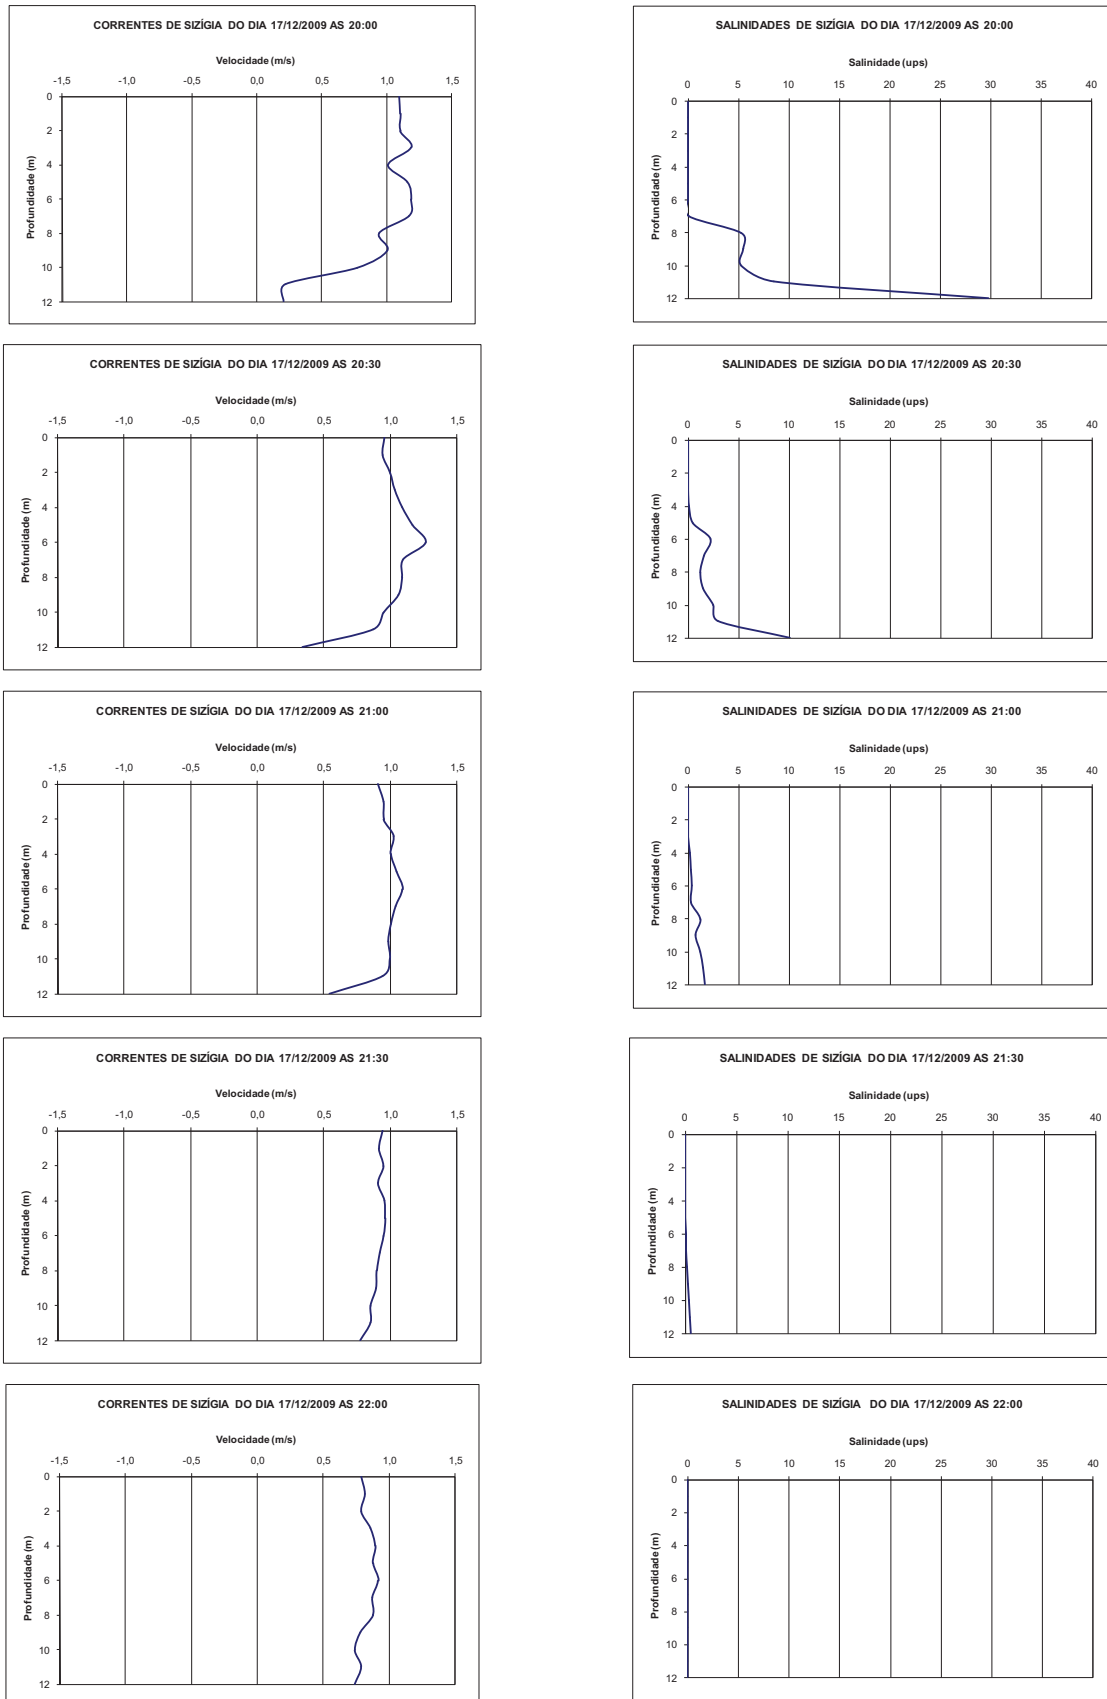 CORRENTES DE SIZÍGIA DO DIA 17/12/2009 AS 20:00
Velocidade (m/s)
-1,5 -1,0 -0,5 0,0 0,5 1,0 1,5
Profundidade (m)
0
2
4
6
8
10
12
SALINIDADES DE SIZÍGIA DO DIA 17/12/2009 AS 20:00
Salinidade (ups)
0 5 10 15 20 25 30 35 40
Profundidade (m)
0
2
4
6
8
10
12
CORRENTES DE SIZÍGIA DO DIA 17/12/2009 AS 20:30
Velocidade (m/s)
-1,5 -1,0 -0,5 0,0 0,5 1,0 1,5
Profundidade (m)
0
2
4
6
8
10
12
SALINIDADES DE SIZÍGIA DO DIA 17/12/2009 AS 20:30
Salinidade (ups)
0 5 10 15 20 25 30 35 40
Profundidade (m)
0
2
4
6
8
10
12
CORRENTES DE SIZÍGIA DO DIA 17/12/2009 AS 21:00
Velocidade (m/s)
-1,5 -1,0 -0,5 0,0 0,5 1,0 1,5
Profundidade (m)
0
2
4
6
8
10
12
SALINIDADES DE SIZÍGIA DO DIA 17/12/2009 AS 21:00
Salinidade (ups)
0 5 10 15 20 25 30 35 40
Profundidade (m)
0
2
4
6
8
10
12
CORRENTES DE SIZÍGIA DO DIA 17/12/2009 AS 21:30
Velocidade (m/s)
-1,5 -1,0 -0,5 0,0 0,5 1,0 1,5
Profundidade (m)
0
2
4
6
8
10
12
SALINIDADES DE SIZÍGIA DO DIA 17/12/2009 AS 21:30
Salinidade (ups)
0 5 10 15 20 25 30 35 40
Profundidade (m)
0
2
4
6
8
10
12
CORRENTES DE SIZÍGIA DO DIA 17/12/2009 AS 22:00
Velocidade (m/s)
-1,5 -1,0 -0,5 0,0 0,5 1,0 1,5
Profundidade (m)
0
2
4
6
8
10
12
SALINIDADES DE SIZÍGIA DO DIA 17/12/2009 AS 22:00
Salinidade (ups)
0 5 10 15 20 25 30 35 40
Profundidade (m)
0
2
4
6
8
10
12